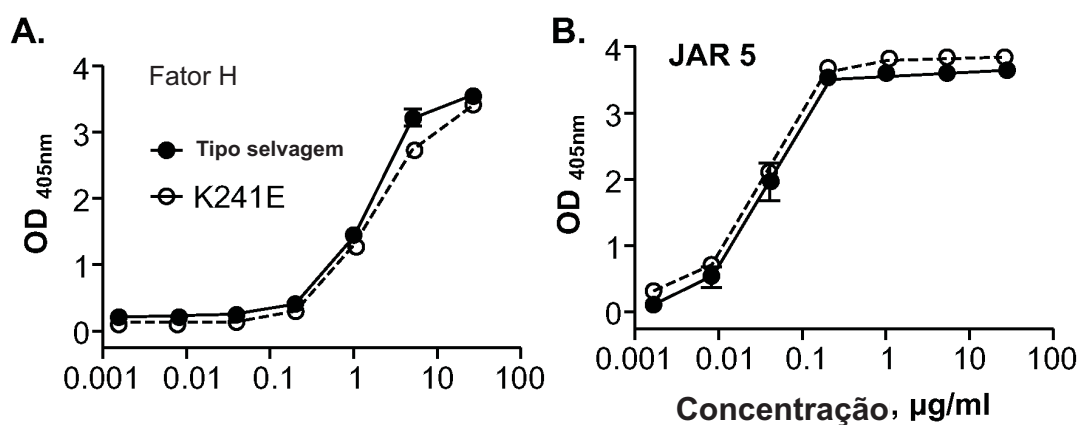 A.
Fator H
Tipo selvagem
K241E
OD 405nm
4
3
2
1
0
0.001 0.01 0.1 1 10 100
B.
JAR 5
OD 405nm
4
3
2
1
0
0.001 0.01 0.1 1 10 100
Concentração, µg/ml